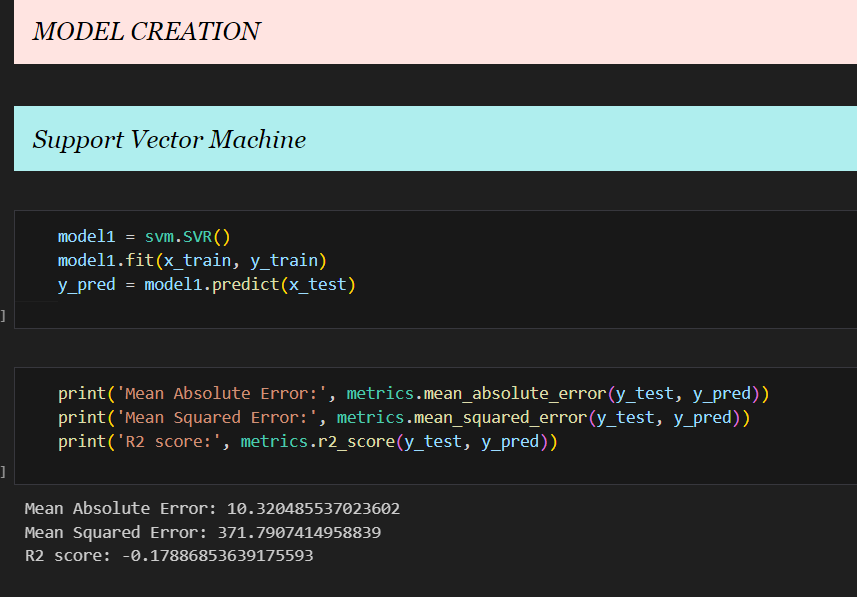 MODEL CREATION
Support Vector Machine
model1 = svm.SVR()
model1.fit(x_train, y_train)
y_pred = model1.predict(x_test)
]
print('Mean Absolute Error:', metrics.mean_absolute_error(y_test, y_pred))
print('Mean Squared Error:', metrics.mean_squared_error(y_test, y_pred))
print('R2 score:', metrics.r2_score(y_test, y_pred))
]
Mean Absolute Error: 10.320485537023602
Mean Squared Error: 371.7907414958839
R2 score: -0.17886853639175593